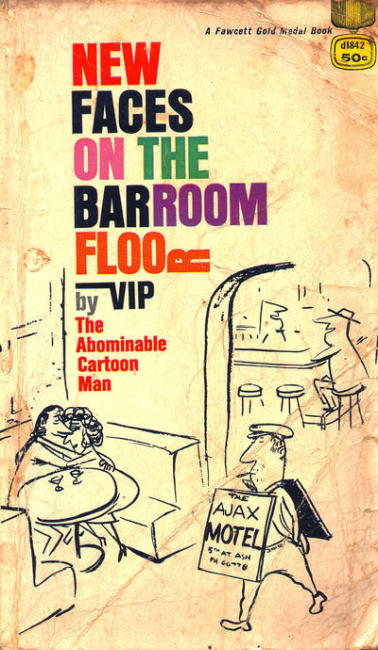 A Fawcett Gold Medal Book
d1842
50c
NEW
FACES
ON THE
BARROOM
FLOOR
by VIP
The
Abominable
Cartoon
Man
THE
AJAX
MOTEL
5TH AT ASH